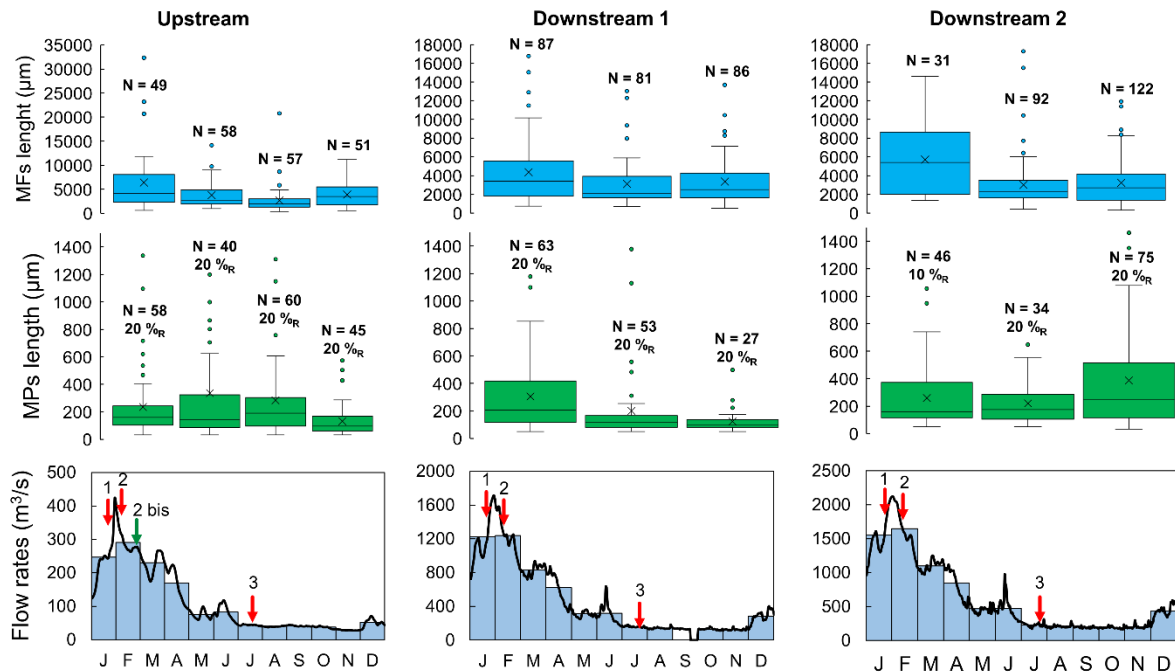 Upstream
Downstream 1
Downstream 2
MFs lenght (µm)
35000
30000
25000
20000
15000
10000
5000
0
N = 49
N = 58
N = 57
N = 51
18000
16000
14000
12000
10000
8000
6000
4000
2000
0
N = 87
N = 81
N = 86
18000
16000
14000
12000
10000
8000
6000
4000
2000
0
N = 31
N = 92
N = 122
MPs length (µm)
1400
1200
1000
800
600
400
200
0
N = 58
20 %R
N = 40
20 %R
N = 60
20 %R
N = 45
20 %R
1400
1200
1000
800
600
400
200
0
N = 63
20 %R
N = 53
20 %R
N = 27
20 %R
1400
1200
1000
800
600
400
200
0
N = 46
10 %R
N = 34
20 %R
N = 75
20 %R
Flow rates (m³/s)
500
400
300
200
100
0
1
2
2 bis
3
J F M A M J J A S O N D
2000
1600
1200
800
400
0
1
2
3
J F M A M J J A S O N D
2500
2000
1500
1000
500
0
1
2
3
J F M A M J J A S O N D